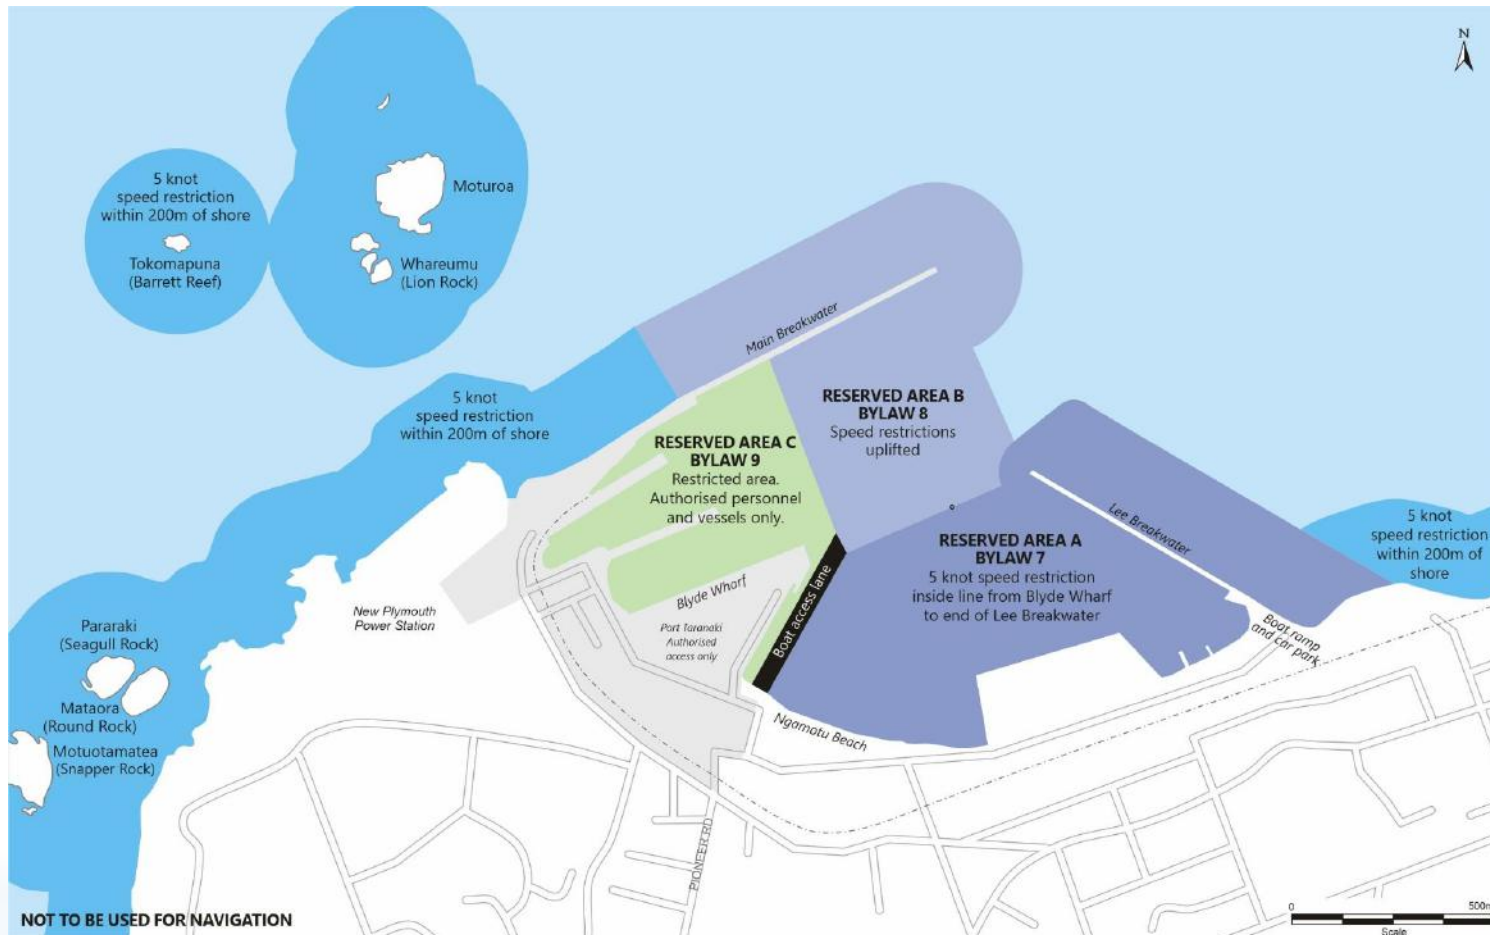 N
5 knot
speed restriction
within 200m of shore
Tokomapuna
(Barrett Reef)
Moturoa
Whareumu
(Lion Rock)
Main Breakwater
5 knot
speed restriction
within 200m of shore
RESERVED AREA B
BYLAW 8
Speed restrictions
uplifted
RESERVED AREA C
BYLAW 9
Restricted area.
Authorised personnel
and vessels only.
Lee Breakwater
5 knot
speed restriction
within 200m of
shore
RESERVED AREA A
BYLAW 7
5 knot speed restriction
inside line from Blyde Wharf
to end of Lee Breakwater
Boat access lane
Blyde Wharf
New Plymouth
Power Station
Port Taranaki
Authorised
access only
Boat ramp
and car park
Pararaki
(Seagull Rock)
Mataora
(Round Rock)
Motuotamatea
(Snapper Rock)
Ngamotu Beach
PIONEER RD
NOT TO BE USED FOR NAVIGATION
0
500m
Scale